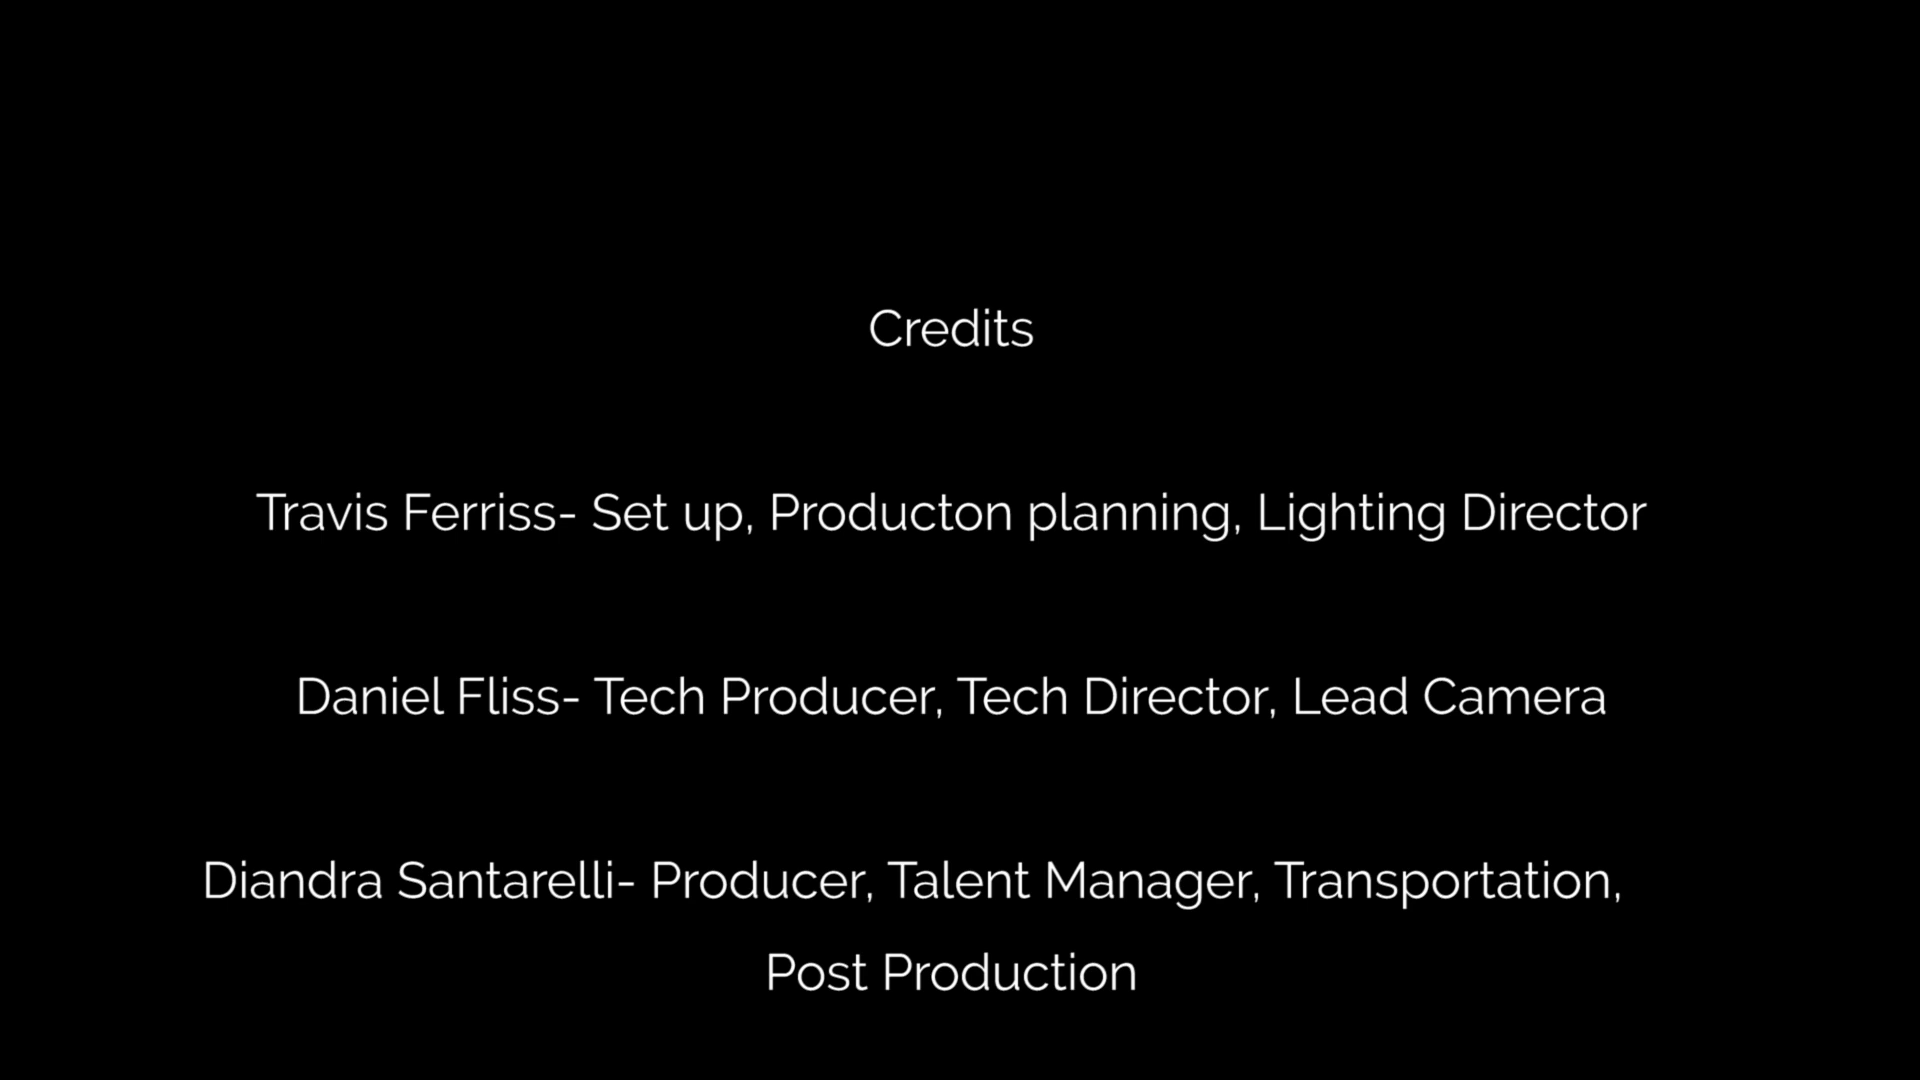 Credits
Travis Ferriss- Set up, Producton planning, Lighting Director
Daniel Fliss- Tech Producer, Tech Director, Lead Camera
Diandra Santarelli- Producer, Talent Manager, Transportation,
Post Production